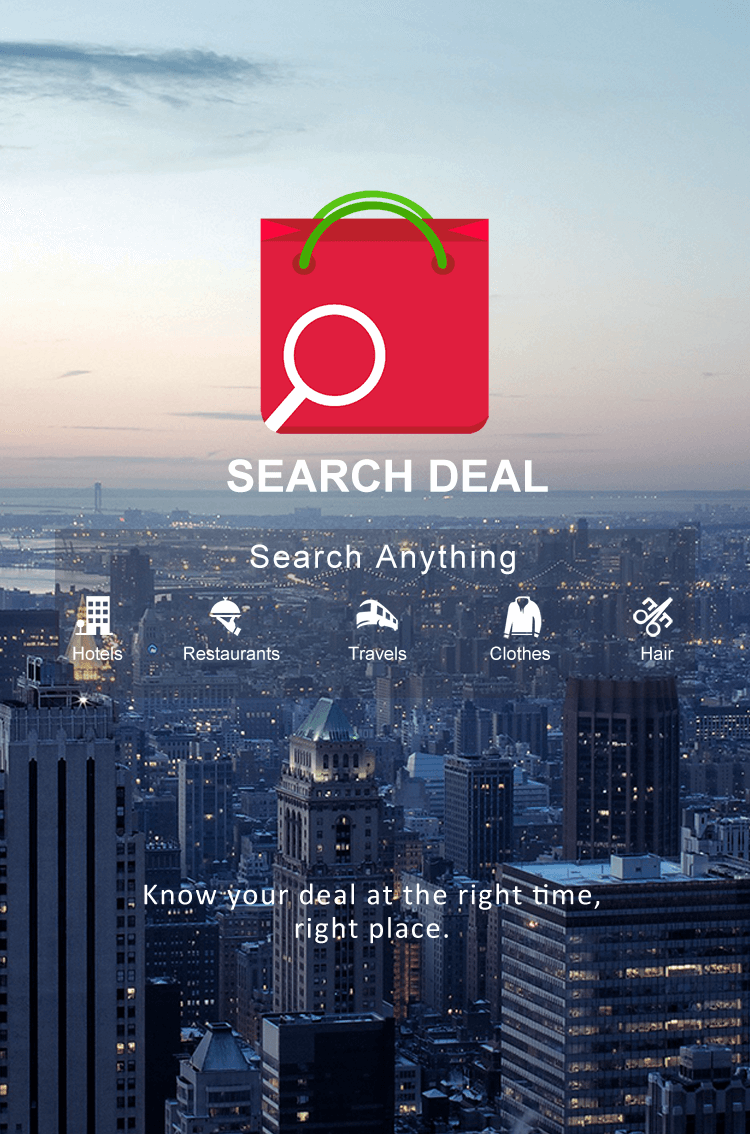 SEARCH DEAL
Search Anything
Hotels Restaurants Travels Clothes Hair
Know your deal at the right time,
right place.